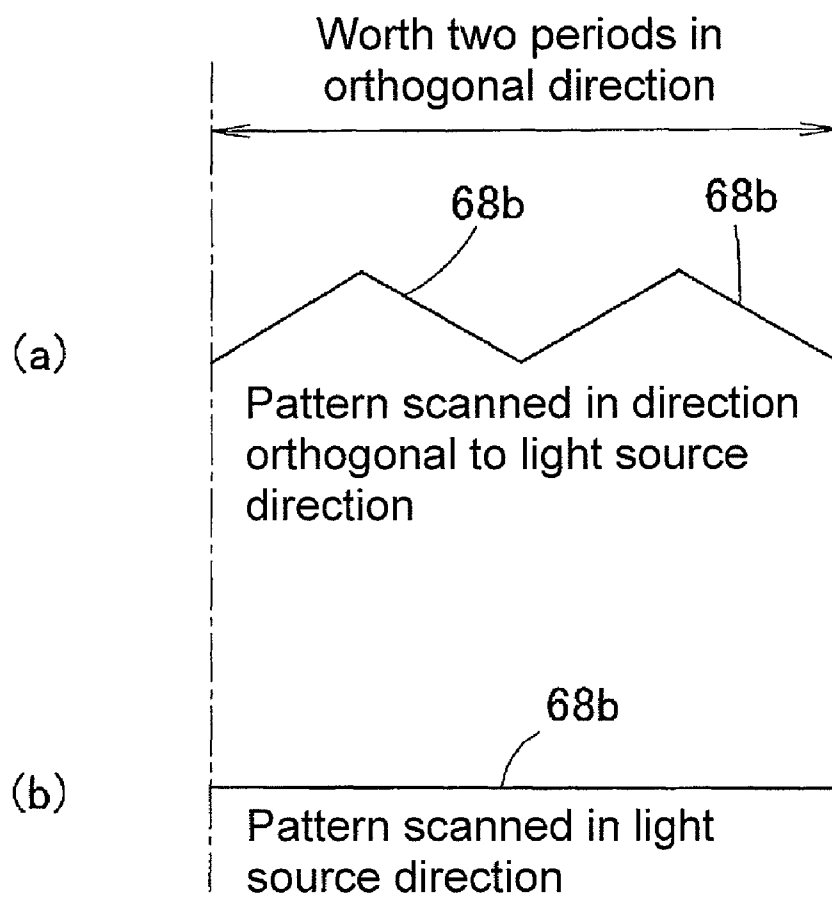 Worth two periods in
orthogonal direction
68b
68b
(a)
Pattern scanned in direction
orthogonal to light source
direction
68b
(b)
Pattern scanned in light
source direction